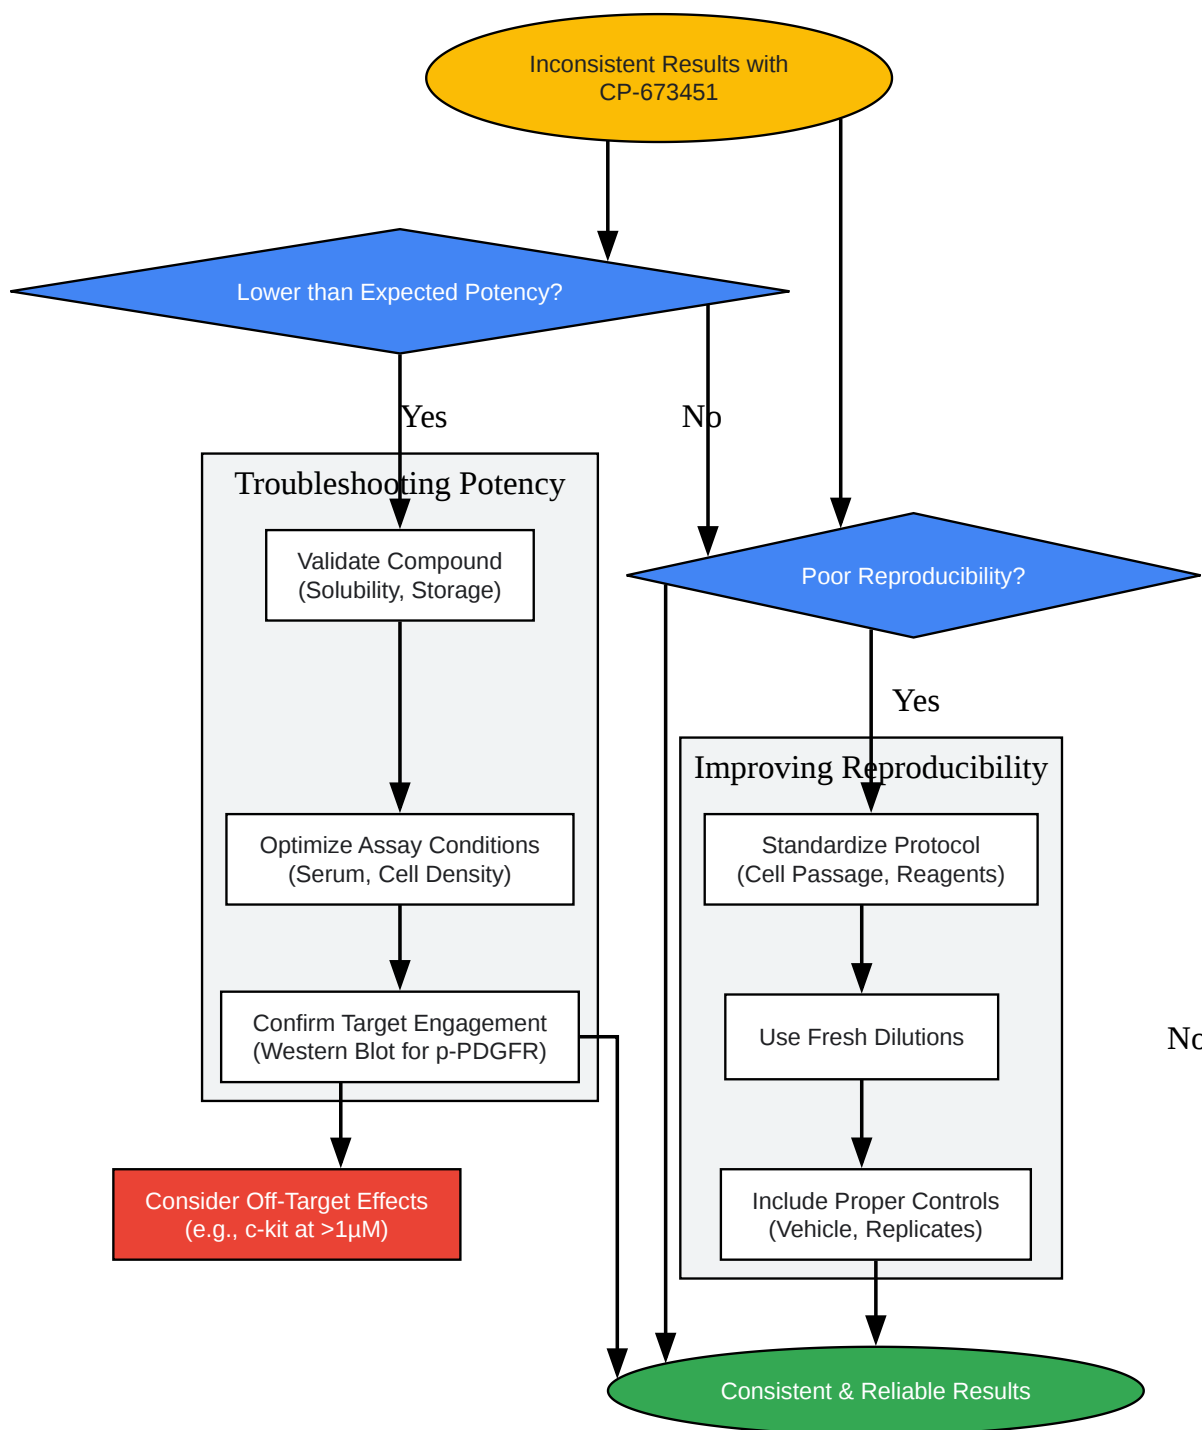 Inconsistent Results with
CP-673451
Lower than Expected Potency?
Yes
No
Troubleshooting Potency
Validate Compound
(Solubility, Storage)
Poor Reproducibility?
Yes
Improving Reproducibility
Optimize Assay Conditions
(Serum, Cell Density)
Standardize Protocol
(Cell Passage, Reagents)
Confirm Target Engagement
(Western Blot for p-PDGFR)
Use Fresh Dilutions
No
Consider Off-Target Effects
(e.g., c-kit at >1µM)
Include Proper Controls
(Vehicle, Replicates)
Consistent & Reliable Results